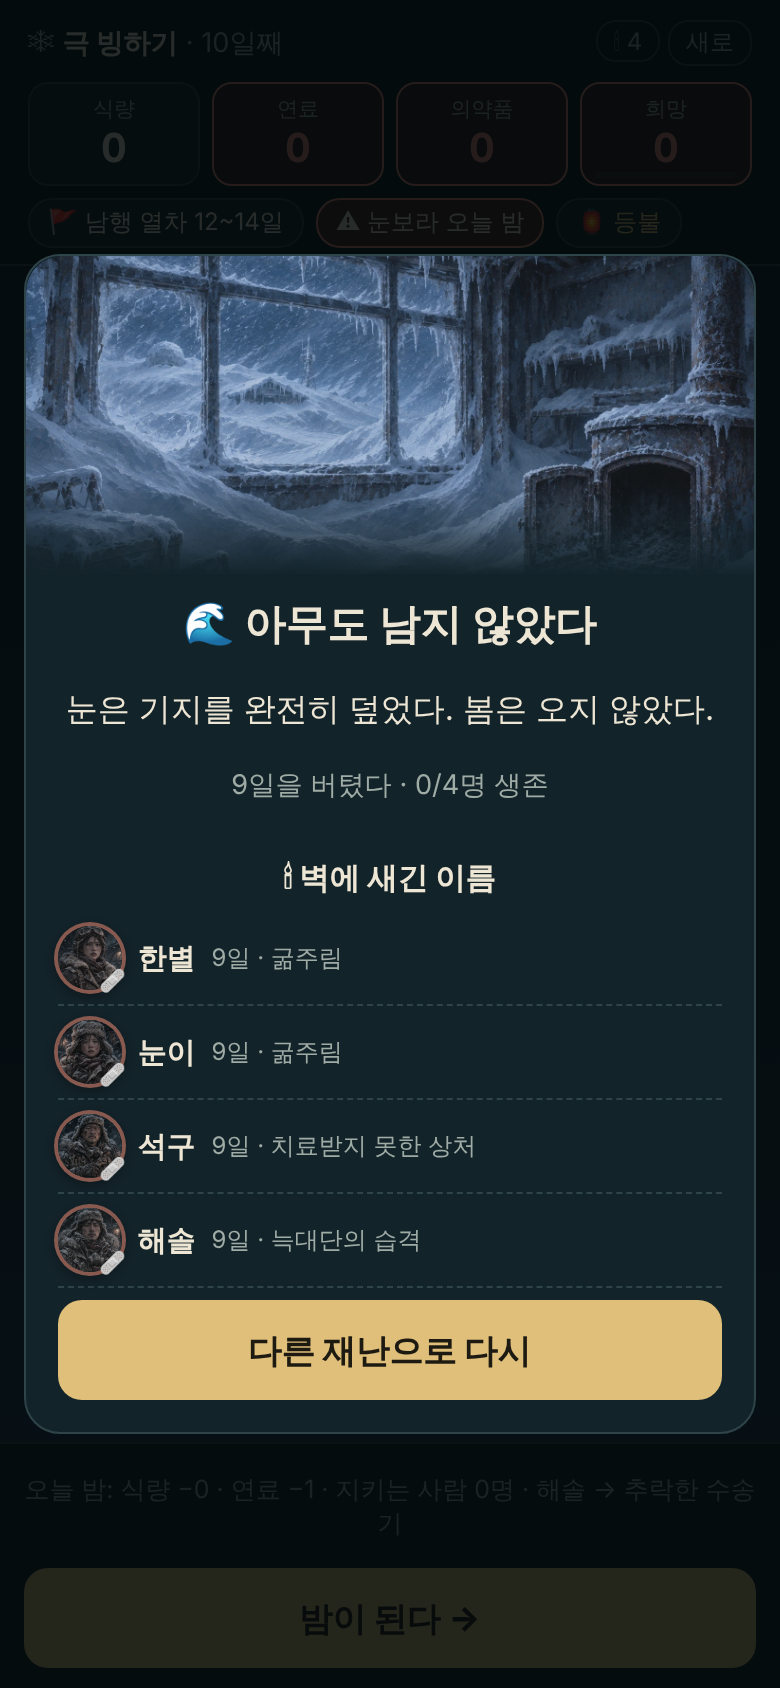 극 빙하기 · 10일째
4
새로
식량
연료
의약품
희망
0
0
0
0
남행 열차 12~14일
눈보라 오늘 밤
등불
아무도 남지 않았다
눈은 기지를 완전히 덮었다. 봄은 오지 않았다.
9일을 버텼다 · 0/4명 생존
벽에 새긴 이름
한별 9일 · 굶주림
눈이 9일 · 굶주림
석구 9일 · 치료받지 못한 상처
해솔 9일 · 늑대단의 습격
다른 재난으로 다시
오늘 밤: 식량 −0 · 연료 −1 · 지키는 사람 0명 · 해솔 → 추락한 수송
기
밤이 된다 →